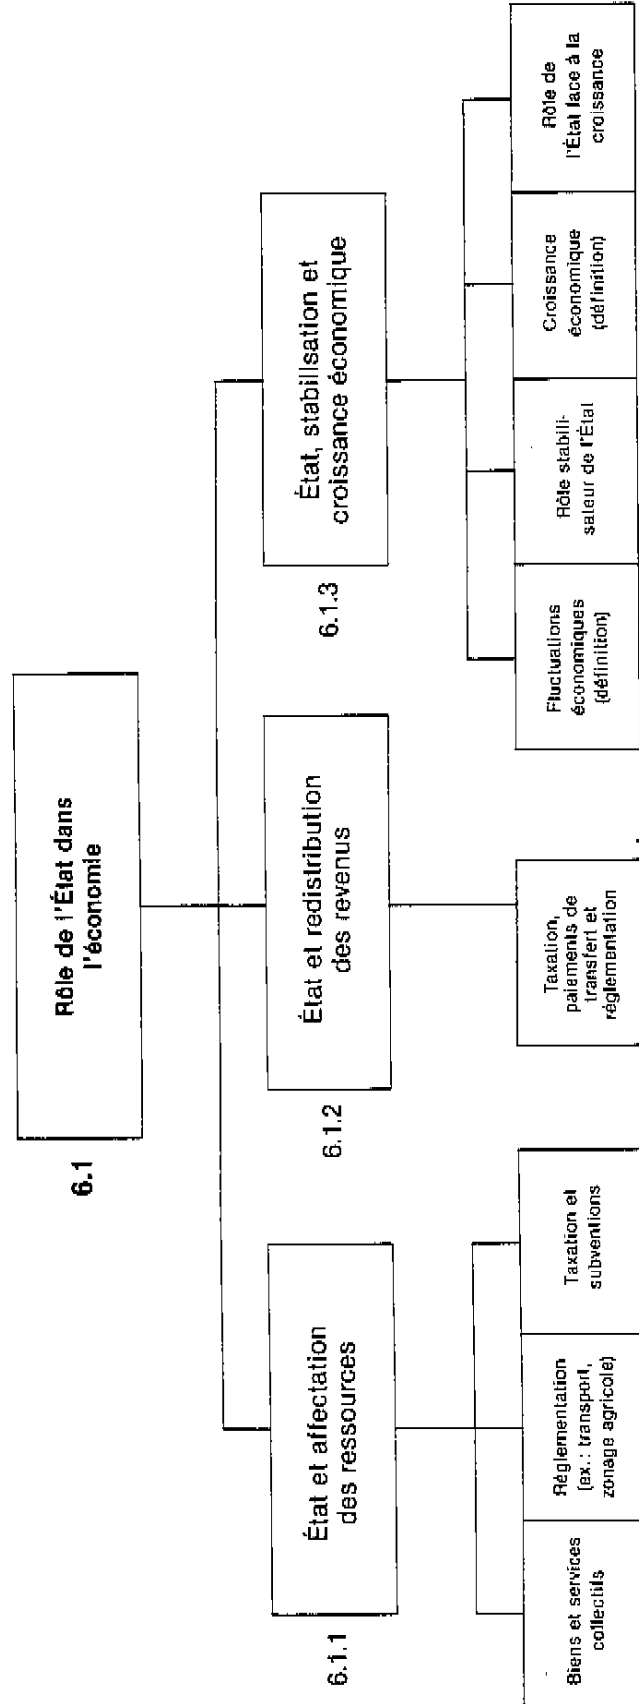 6.1
Rôle de l'État dans
l'économie
6.1.1
État et affectation
des ressources
Biens et services
collectifs
Réglementation
(ex.: transport,
zonage agricole)
Taxation et
subventions
6.1.2
État et redistribution
des revenus
Taxation,
paiements de
transfert et
réglementation
6.1.3
État, stabilisation et
croissance économique
Fluctuations
économiques
(définition)
Rôle stabili-
sateur de l'État
Croissance
économique
(définition)
Rôle de
l'État face à la
croissance